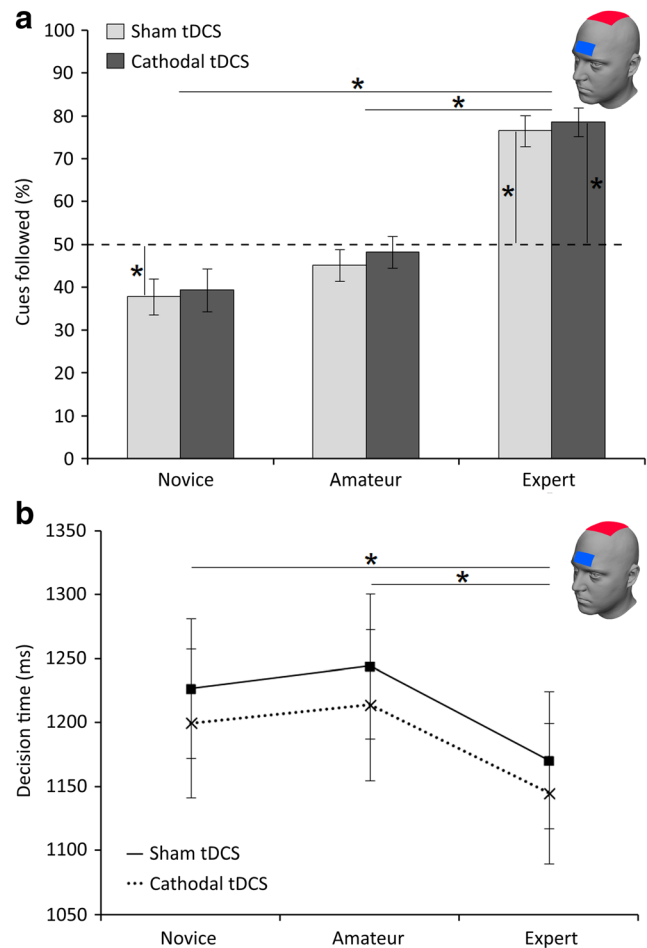 a
Sham tDCS
Cathodal tDCS
Cues followed (%)
100
90
80
70
60
50
40
30
20
10
0
*
*
*
*
*
Novice
Amateur
Expert
b
Decision time (ms)
1350
1300
1250
1200
1150
1100
1050
*
*
Sham tDCS
Cathodal tDCS
Novice
Amateur
Expert